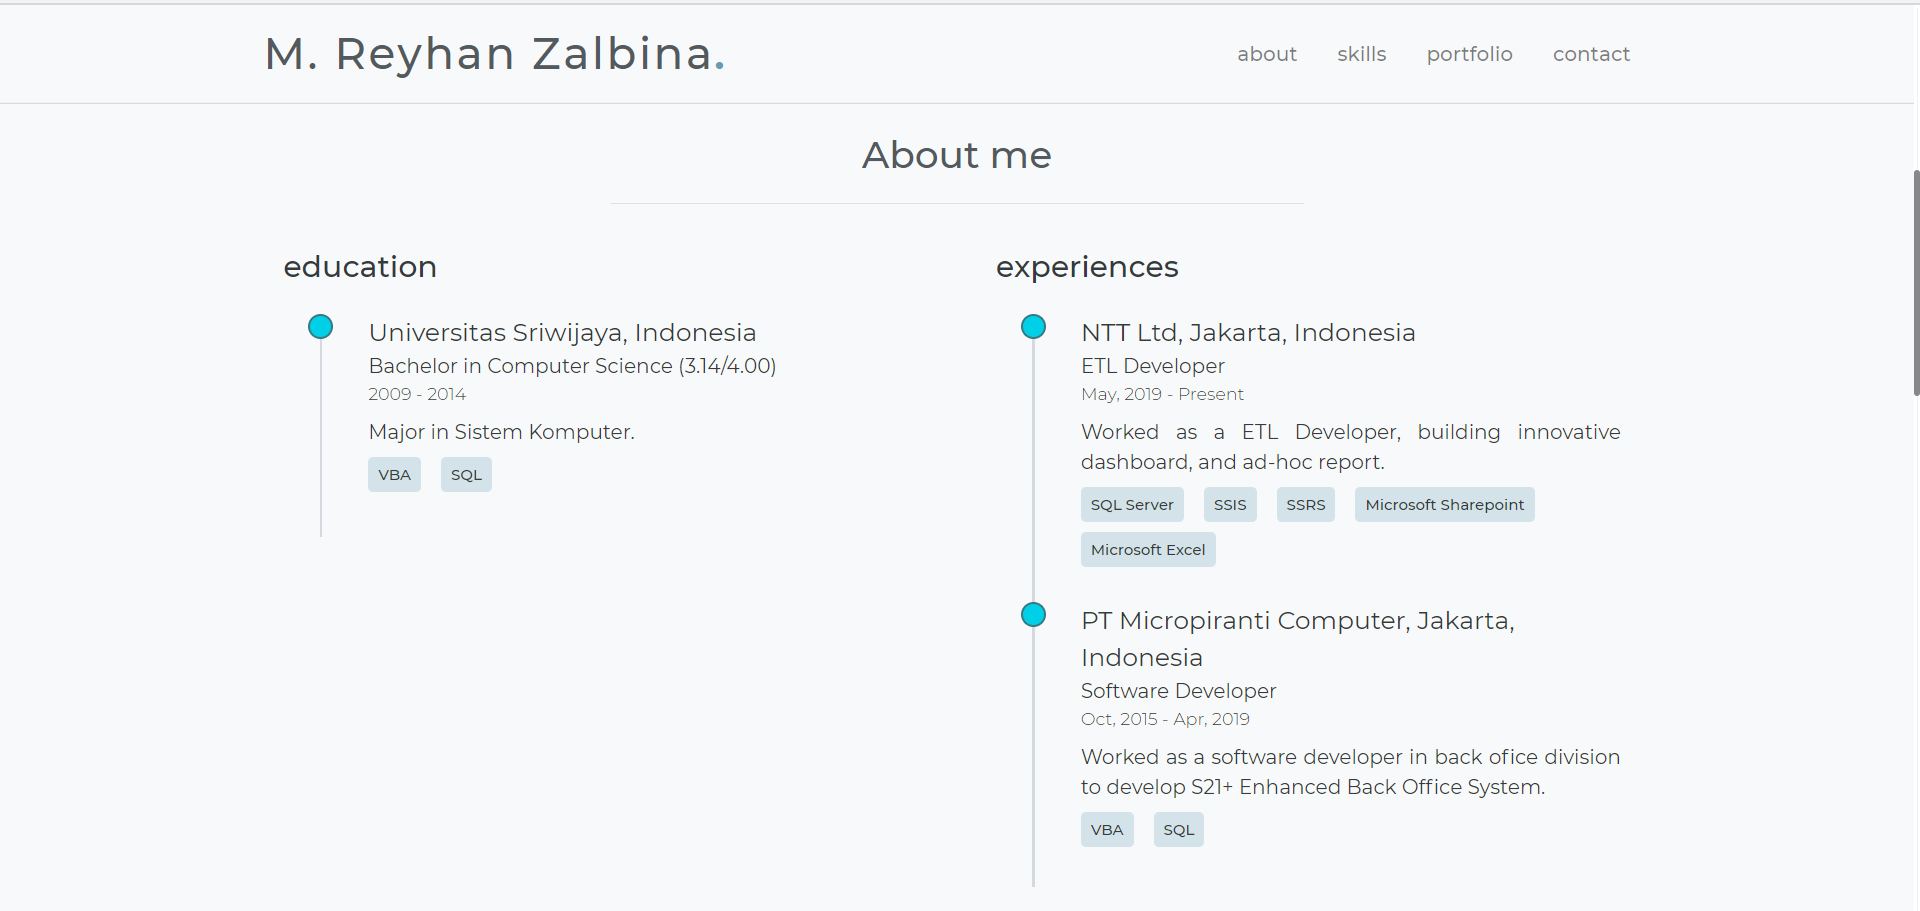 M. Reyhan Zalbina.
about skills portfolio contact
About me
education
Universitas Sriwijaya, Indonesia
Bachelor in Computer Science (3.14/4.00)
2009 - 2014
Major in Sistem Komputer.
VBA SQL
experiences
NTT Ltd, Jakarta, Indonesia
ETL Developer
May, 2019 - Present
Worked as a ETL Developer, building innovative
dashboard, and ad-hoc report.
SQL Server SSIS SSRS Microsoft Sharepoint
Microsoft Excel
PT Micropiranti Computer, Jakarta,
Indonesia
Software Developer
Oct, 2015 - Apr, 2019
Worked as a software developer in back ofice division
to develop S21+ Enhanced Back Office System.
VBA SQL